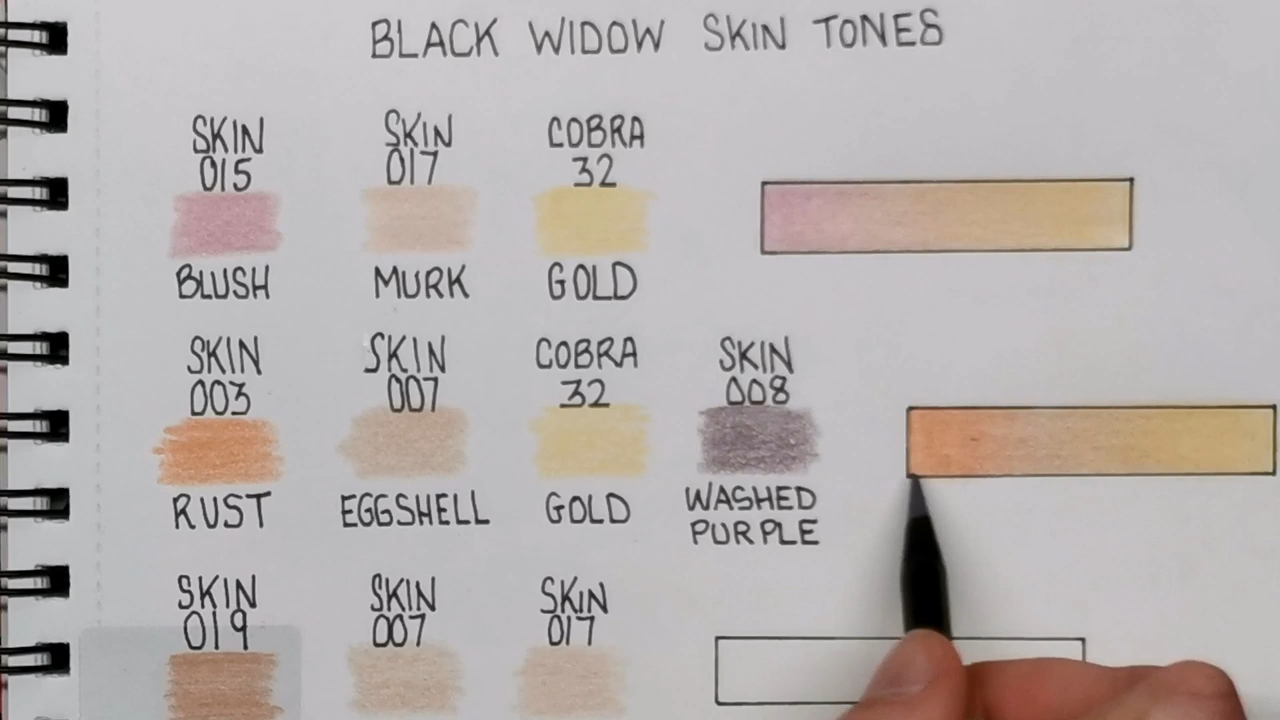 BLACK WIDOW SKIN TONES
SKIN SKIN COBRA
015 017 32
BLUSH MURK GOLD
SKIN SKIN COBRA SKIN
003 007 32 008
RUST EGGSHELL GOLD WASHED
PURPLE
SKIN SKIN SKIN
019 007 017